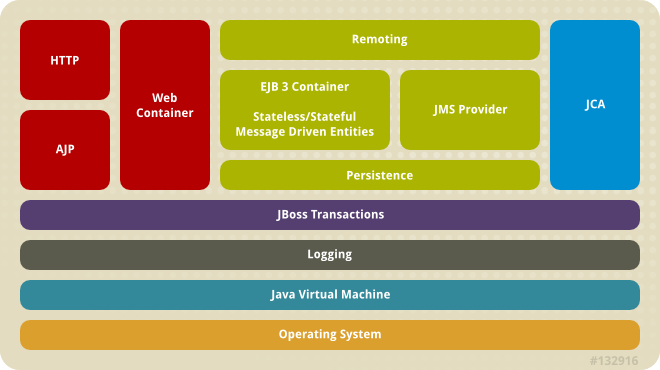 HTTP
AJP
Web
Container
Remoting
EJB 3 Container
Stateless/Stateful
Message Driven Entities
JMS Provider
Persistence
JCA
JBoss Transactions
Logging
Java Virtual Machine
Operating System
#132916